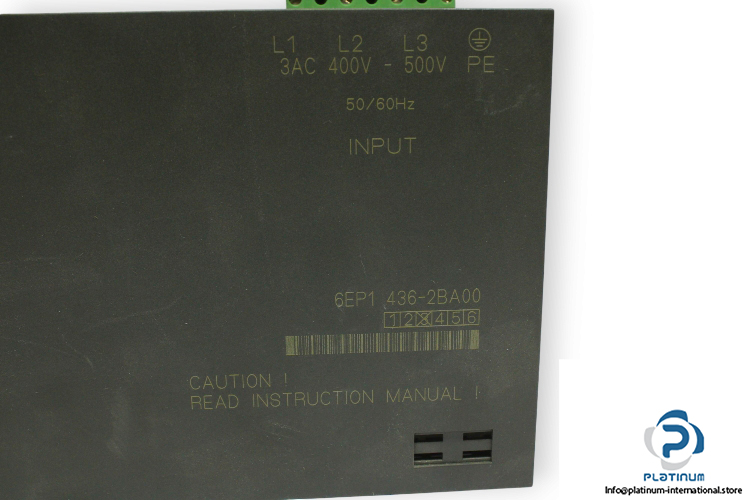 L1 L2 L3
3AC 400V - 500V PE
50/60Hz
INPUT
6EP1 436-2BA00
1 2 3 4 5 6
CAUTION !
READ INSTRUCTION MANUAL !
PLATINUM
Info@platinum-international.store